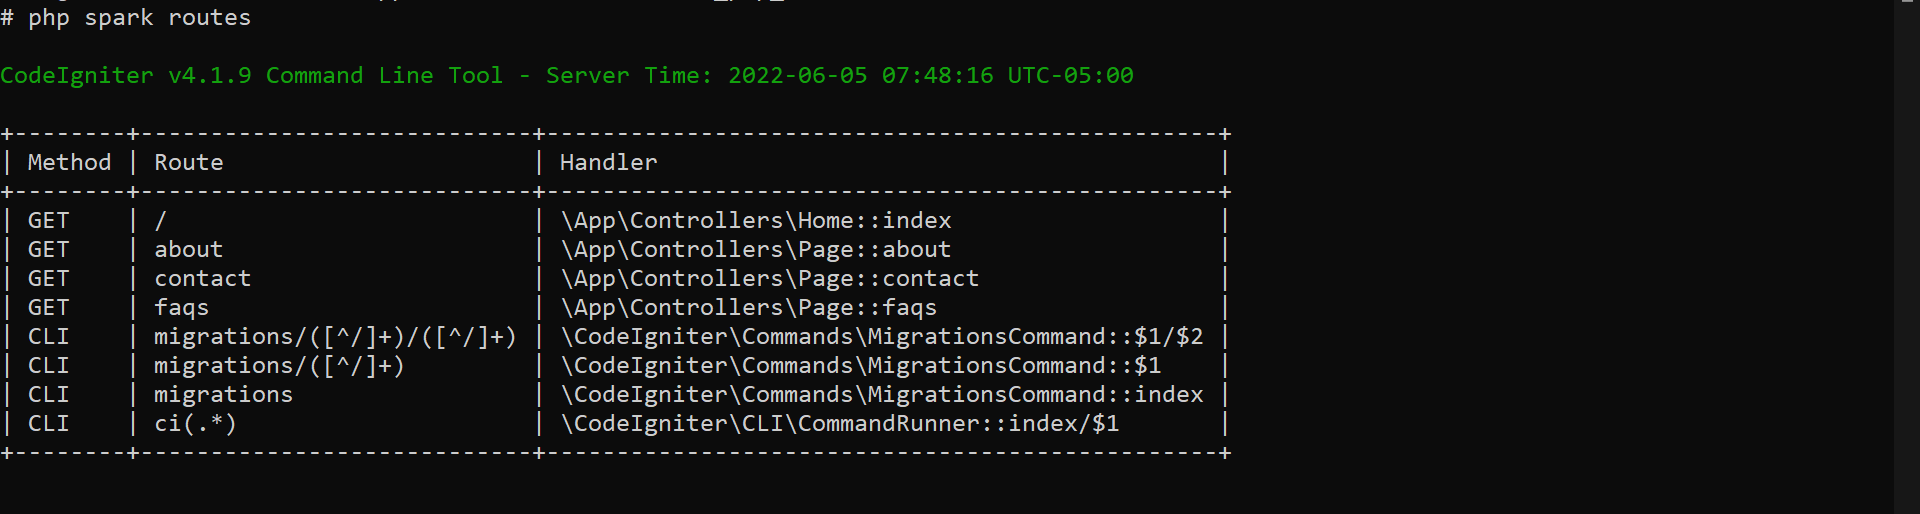 # php spark routes
CodeIgniter v4.1.9 Command Line Tool - Server Time: 2022-06-05 07:48:16 UTC-05:00
+--------+----------------------------+------------------------------------------------+
| Method | Route                      | Handler                                        |
+--------+----------------------------+------------------------------------------------+
| GET    | /                          | \App\Controllers\Home::index                   |
| GET    | about                      | \App\Controllers\Page::about                   |
| GET    | contact                    | \App\Controllers\Page::contact                 |
| GET    | faqs                       | \App\Controllers\Page::faqs                    |
| CLI    | migrations/([^/]+)/([^/]+) | \CodeIgniter\Commands\MigrationsCommand::$1/$2 |
| CLI    | migrations/([^/]+)         | \CodeIgniter\Commands\MigrationsCommand::$1    |
| CLI    | migrations                 | \CodeIgniter\Commands\MigrationsCommand::index |
| CLI    | ci(.*)                     | \CodeIgniter\CLI\CommandRunner::index/$1       |
+--------+----------------------------+------------------------------------------------+